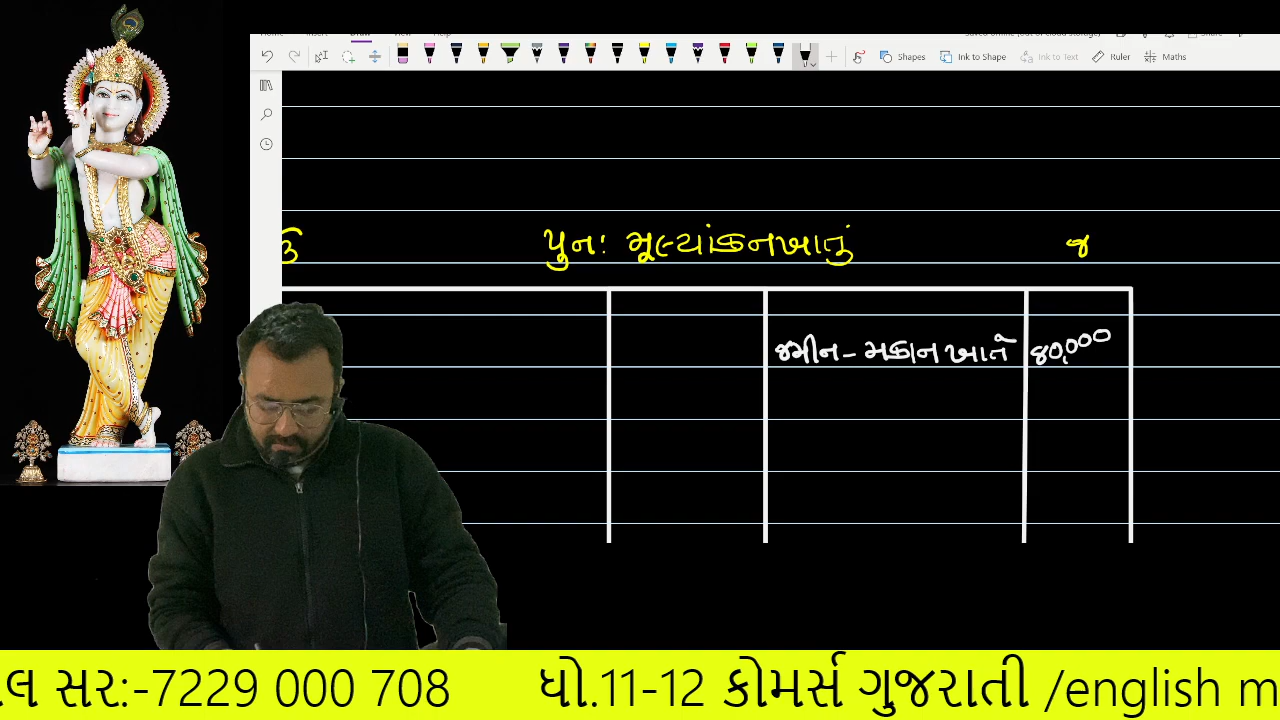 Shapes Ink to Shape Ink to Text Ruler Maths
ઉ પુનઃ મૂલ્યાંકનખાતું જ
જમીન - મકાન ખાતે ૪૦,૦૦૦
લ સર:-7229 000 708 ધો.11-12 કોમર્સ ગુજરાતી /english m